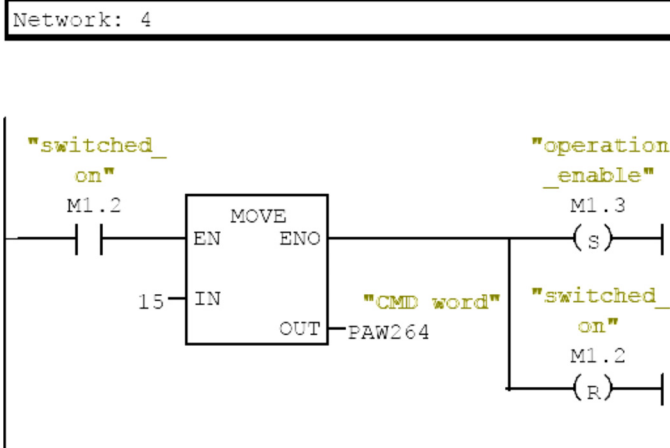 Network: 4
"switched_
on"
M1.2
MOVE
EN
ENO
15
IN
"CMD word"
OUT
PAW264
"operation
_enable"
M1.3
S
"switched_
on"
M1.2
R